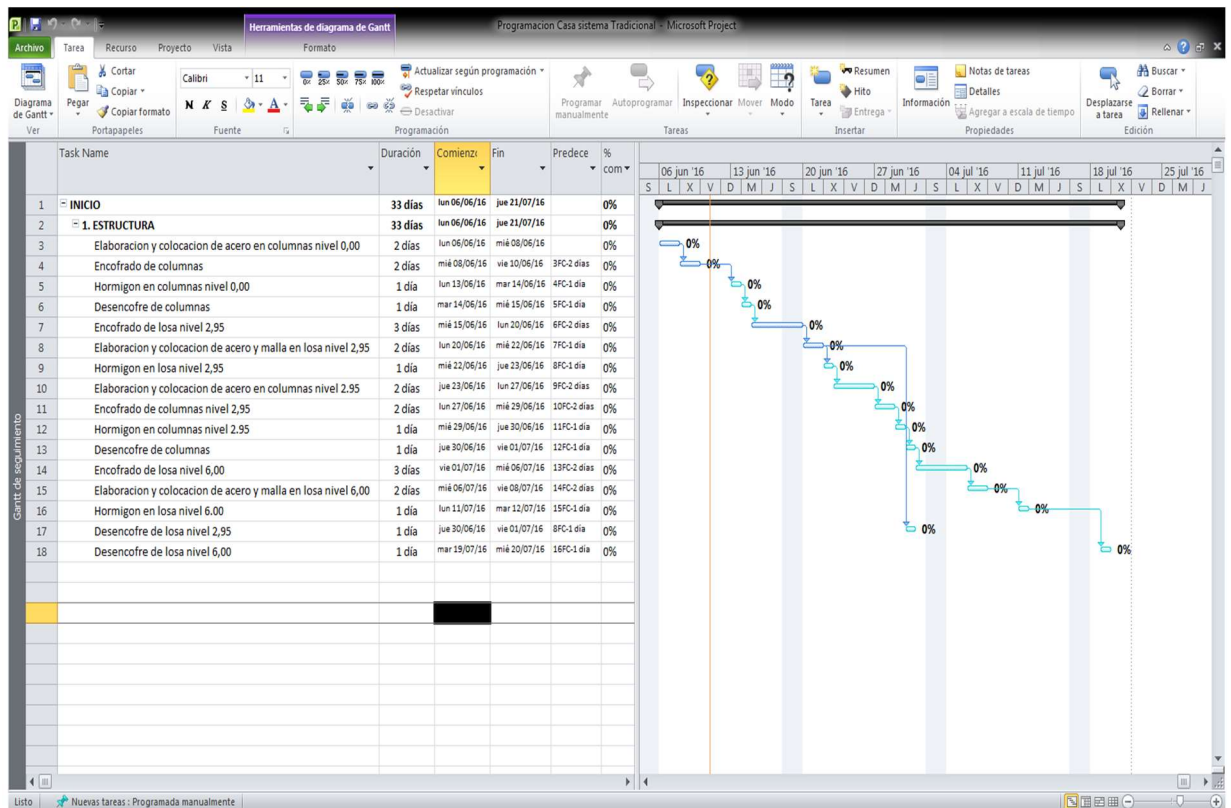 Herramientas de diagrama de Gantt
Programacion Casa sistema Tradicional - Microsoft Project
Archivo Tarea Recurso Proyecto Vista Formato
Cortar
Calibri 11
0% 25% 50% 75% 100%
Actualizar según programación
Resumen
Notas de tareas
Buscar
Copiar
Respetar vínculos
Hito
Detalles
Borrar
Diagrama de Gantt
Pegar
Copiar formato
N K S
Desactivar
Programar manualmente
Autoprogramar
Inspeccionar
Mover
Modo
Tarea
Entrega
Información
Agregar a escala de tiempo
Desplazarse a tarea
Rellenar
Ver Portapapeles Fuente Programación Tareas Insertar Propiedades Edición
Task Name Duración Comienzo Fin Predece % com
06 jun '16 13 jun '16 20 jun '16 27 jun '16 04 jul '16 11 jul '16 18 jul '16 25 jul '16
S L X V D M J S L X V D M J S L X V D M J S L X V D M J
1 INICIO 33 días lun 06/06/16 jue 21/07/16 0%
2 1. ESTRUCTURA 33 días lun 06/06/16 jue 21/07/16 0%
3 Elaboracion y colocacion de acero en columnas nivel 0,00 2 días lun 06/06/16 mié 08/06/16 0% 0%
4 Encofrado de columnas 2 días mié 08/06/16 vie 10/06/16 3FC-2 días 0% 0%
5 Hormigon en columnas nivel 0,00 1 día lun 13/06/16 mar 14/06/16 4FC-1 día 0% 0%
6 Desencofre de columnas 1 día mar 14/06/16 mié 15/06/16 5FC-1 día 0% 0%
7 Encofrado de losa nivel 2,95 3 días mié 15/06/16 lun 20/06/16 6FC-2 días 0% 0%
8 Elaboracion y colocacion de acero y malla en losa nivel 2,95 2 días lun 20/06/16 mié 22/06/16 7FC-1 día 0% 0%
9 Hormigon en losa nivel 2,95 1 día mié 22/06/16 jue 23/06/16 8FC-1 día 0% 0%
10 Elaboracion y colocacion de acero en columnas nivel 2.95 2 días jue 23/06/16 lun 27/06/16 9FC-2 días 0% 0%
11 Encofrado de columnas nivel 2,95 2 días lun 27/06/16 mié 29/06/16 10FC-2 días 0% 0%
12 Hormigon en columnas nivel 2.95 1 día mié 29/06/16 jue 30/06/16 11FC-1 día 0% 0%
13 Desencofre de columnas 1 día jue 30/06/16 vie 01/07/16 12FC-1 día 0% 0%
14 Encofrado de losa nivel 6,00 3 días vie 01/07/16 mié 06/07/16 13FC-2 días 0% 0%
15 Elaboracion y colocacion de acero y malla en losa nivel 6,00 2 días mié 06/07/16 vie 08/07/16 14FC-2 días 0% 0%
16 Hormigon en losa nivel 6.00 1 día lun 11/07/16 mar 12/07/16 15FC-1 día 0% 0%
17 Desencofre de losa nivel 2,95 1 día jue 30/06/16 vie 01/07/16 8FC-1 día 0% 0%
18 Desencofre de losa nivel 6,00 1 día mar 19/07/16 mié 20/07/16 16FC-1 día 0% 0%
Gantt de seguimiento
Listo Nuevas tareas : Programada manualmente